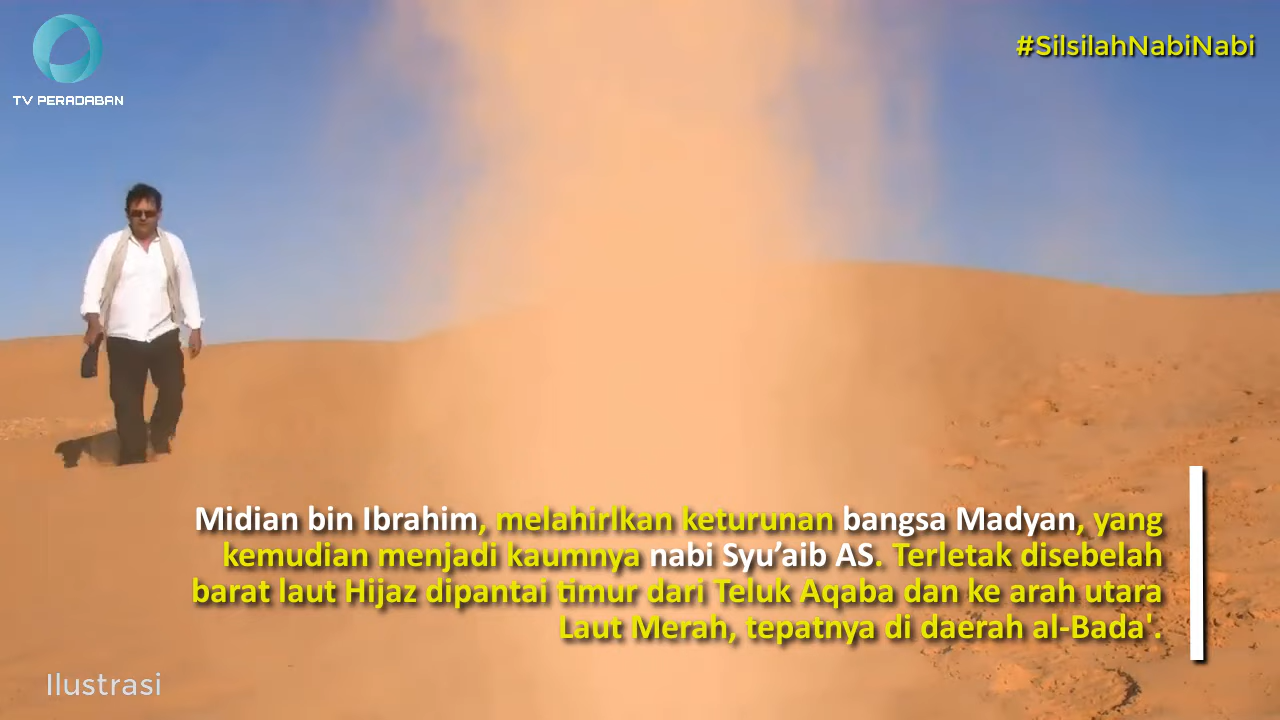 TV PERADABAN
#SilsilahNabiNabi
Midian bin Ibrahim, melahirlkan keturunan bangsa Madyan, yang
kemudian menjadi kaumnya nabi Syu’aib AS. Terletak disebelah
barat laut Hijaz dipantai timur dari Teluk Aqaba dan ke arah utara
Laut Merah, tepatnya di daerah al-Bada'.
Ilustrasi